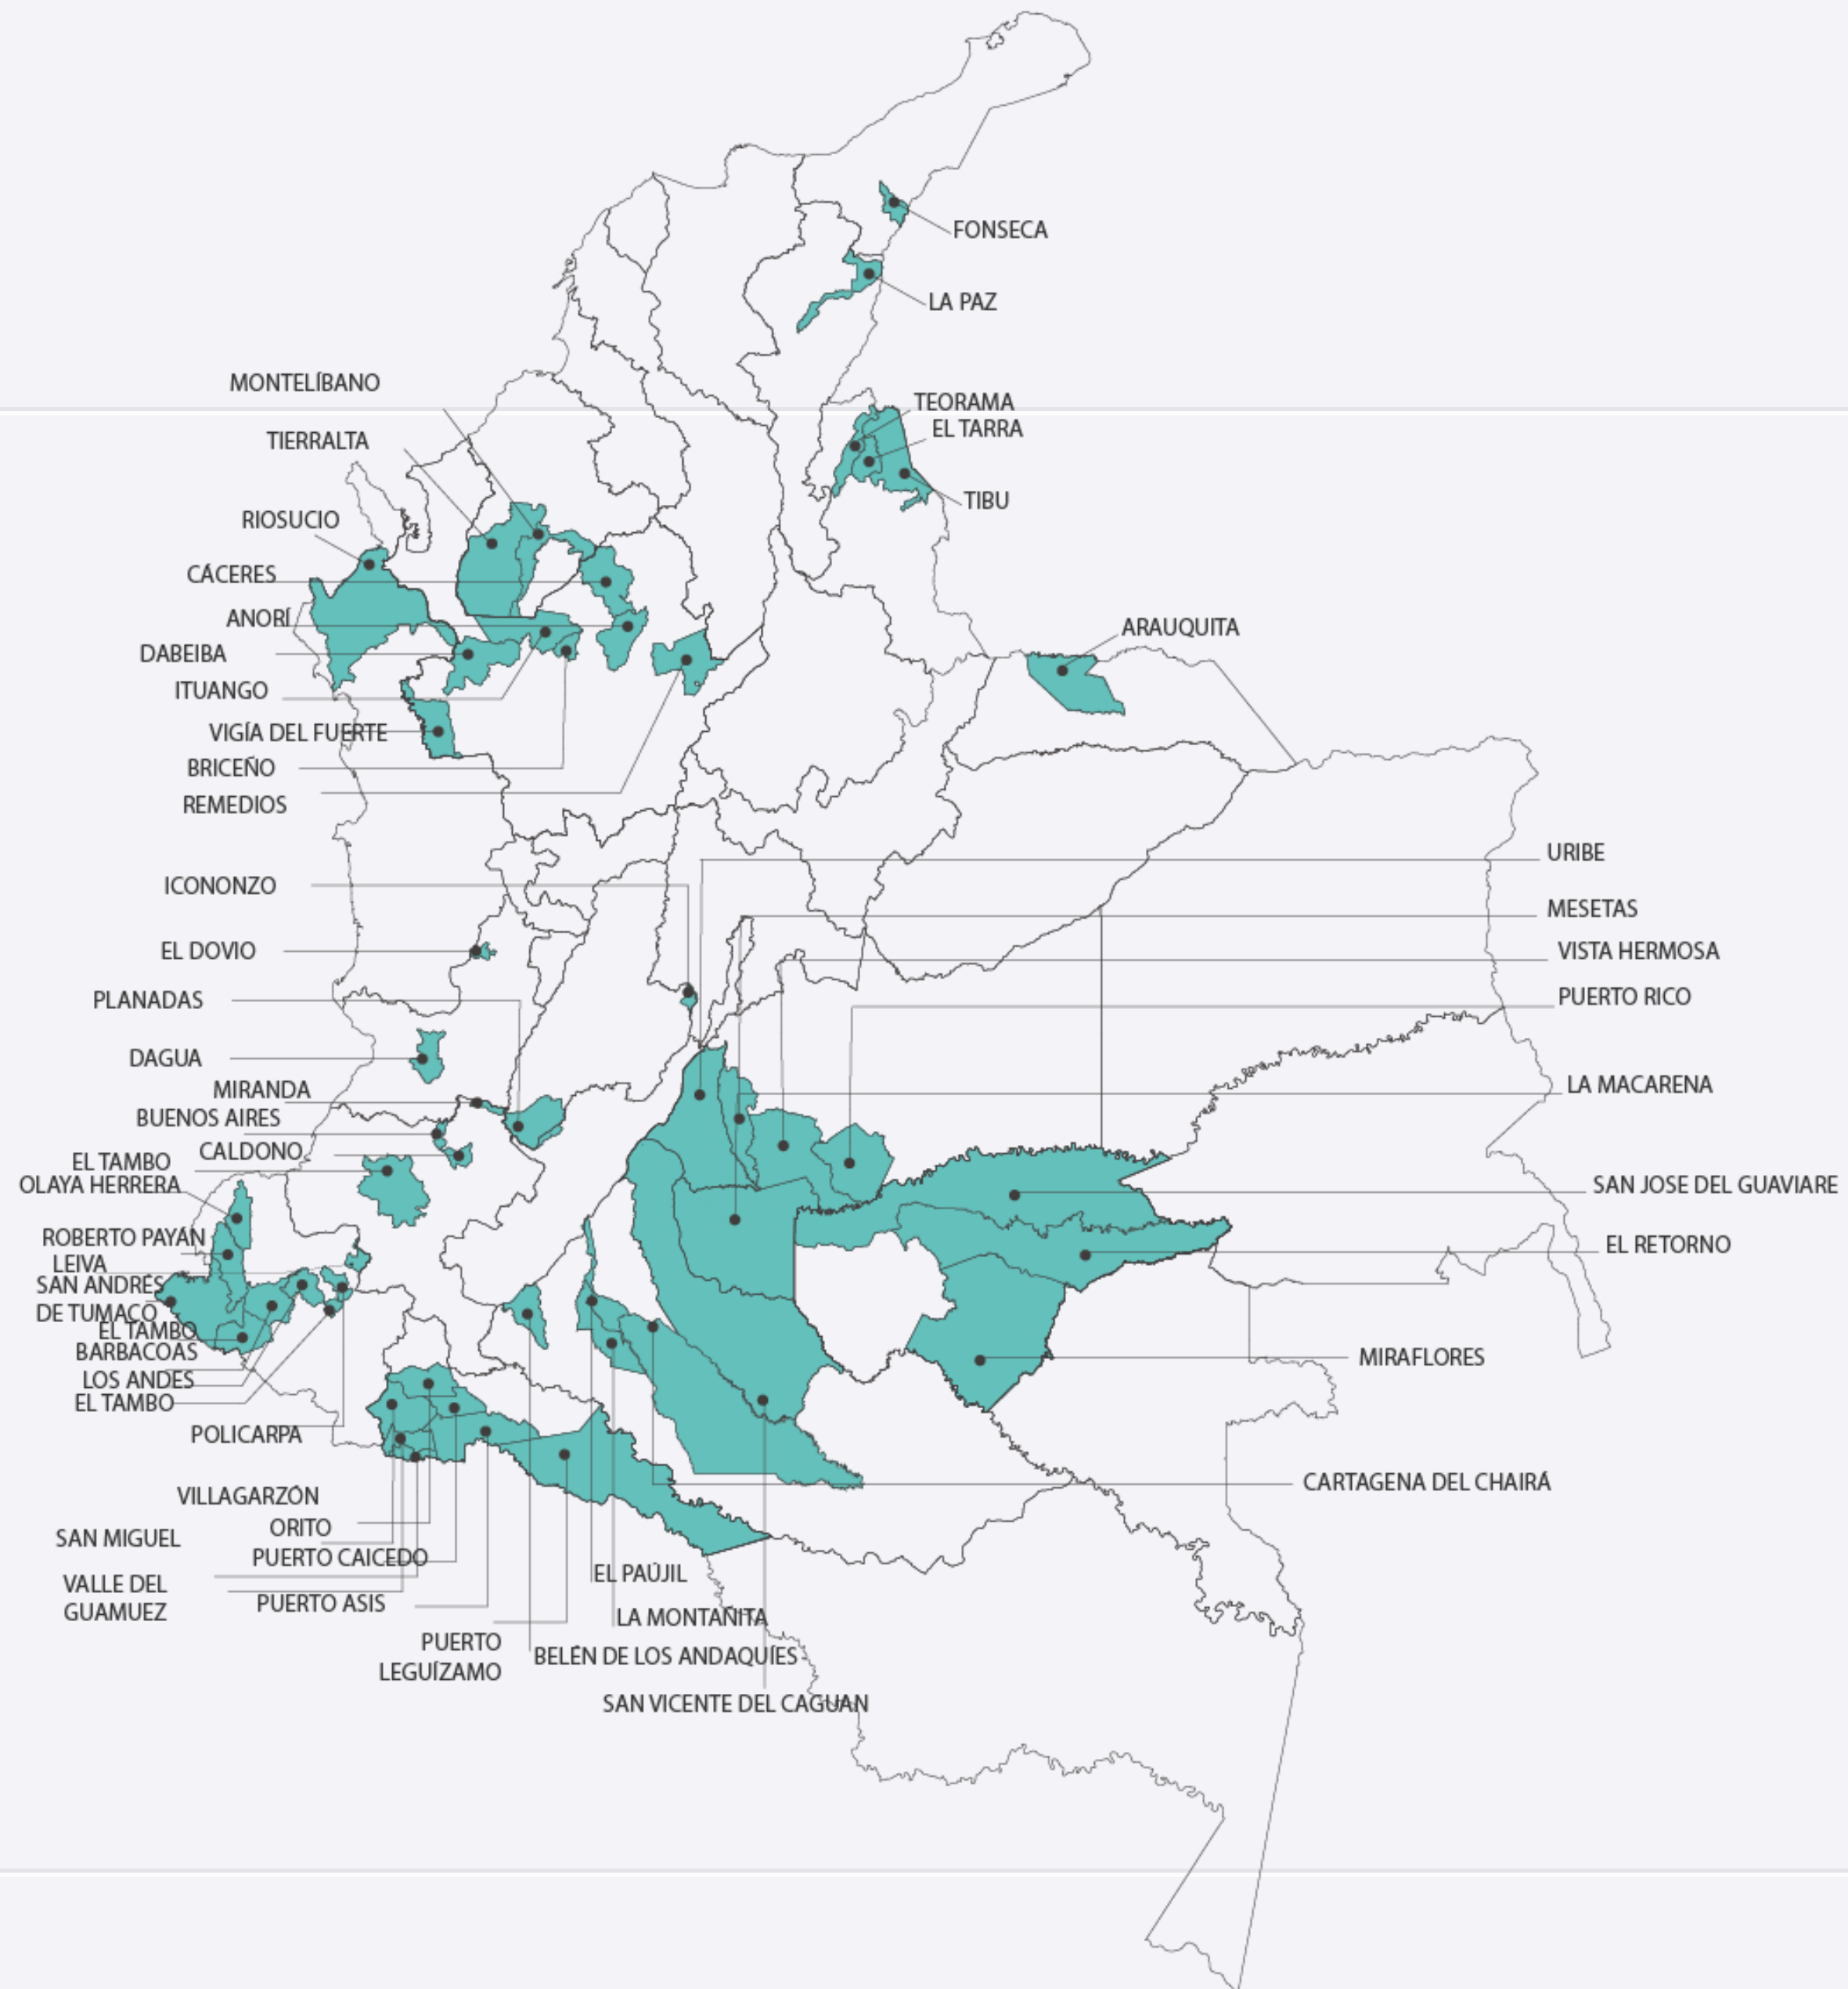 FONSECA
LA PAZ
MONTELÍBANO
TEORAMA
EL TARRA
TIERRALTA
TIBU
RIOSUCIO
CÁCERES
ANORÍ
ARAUQUITA
DABEIBA
ITUANGO
VIGÍA DEL FUERTE
BRICEÑO
REMEDIOS
URIBE
ICONONZO
MESETAS
EL DOVIO
VISTA HERMOSA
PLANADAS
PUERTO RICO
DAGUA
MIRANDA
LA MACARENA
BUENOS AIRES
CALDONO
EL TAMBO
OLAYA HERRERA
SAN JOSE DEL GUAVIARE
ROBERTO PAYÁN
EL RETORNO
LEIVA
SAN ANDRÉS
DE TUMACO
EL TAMBO
BARBACOAS
MIRAFLORES
LOS ANDES
EL TAMBO
POLICARPA
CARTAGENA DEL CHAIRÁ
VILLAGARZÓN
ORITO
SAN MIGUEL
PUERTO CAICEDO
EL PAÚJIL
VALLE DEL
GUAMUEZ
PUERTO ASIS
LA MONTAÑITA
PUERTO
LEGUÍZAMO
BELÉN DE LOS ANDAQUÍES
SAN VICENTE DEL CAGUAN